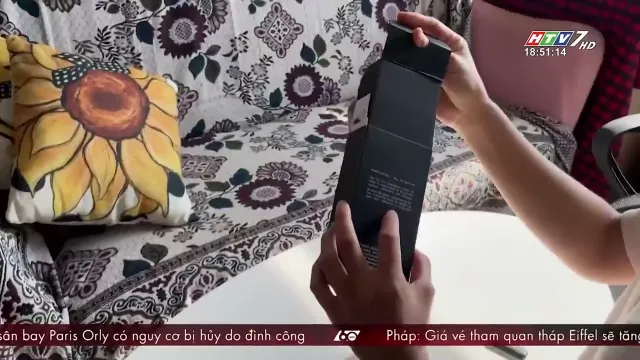 HTV7 HD
18:51:14
sân bay Paris Orly có nguy cơ bị hủy do đình công
Pháp: Giá vé tham quan tháp Eiffel sẽ tăng